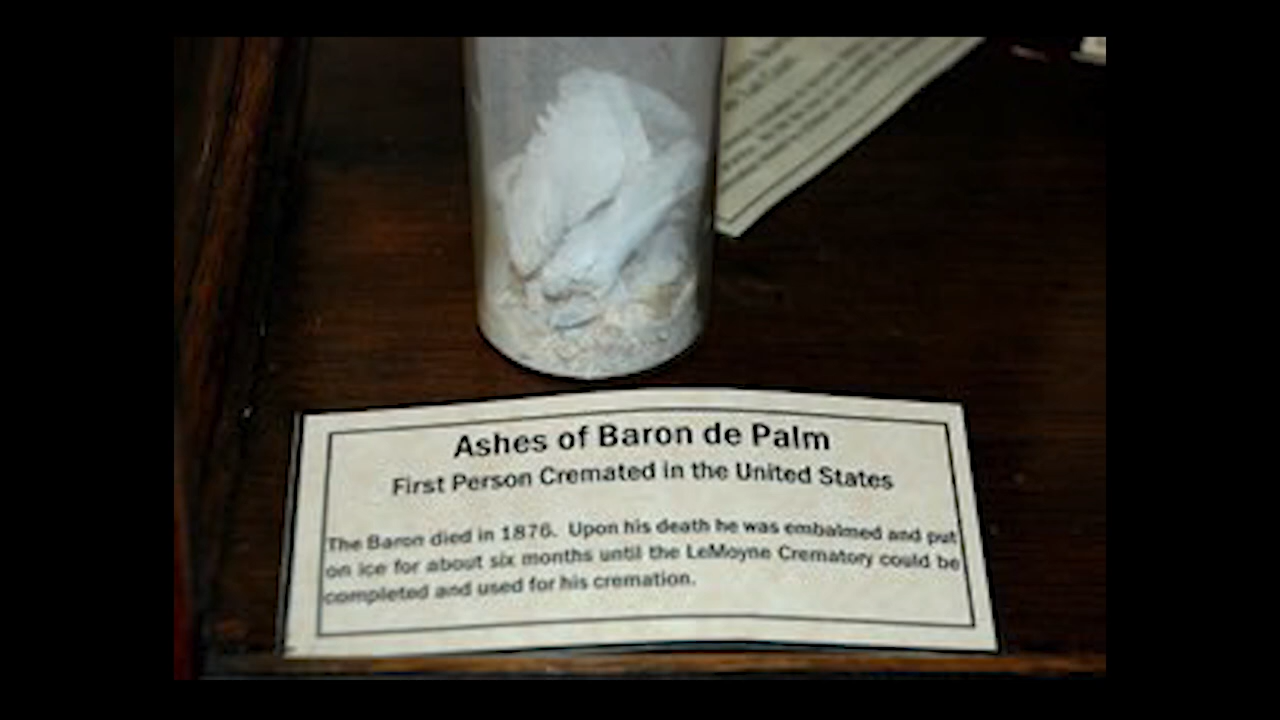 Ashes of Baron de Palm
First Person Cremated in the United States
The Baron died in 1876. Upon his death he was embalmed and put
on ice for about six months until the LeMoyne Crematory could be
completed and used for his cremation.